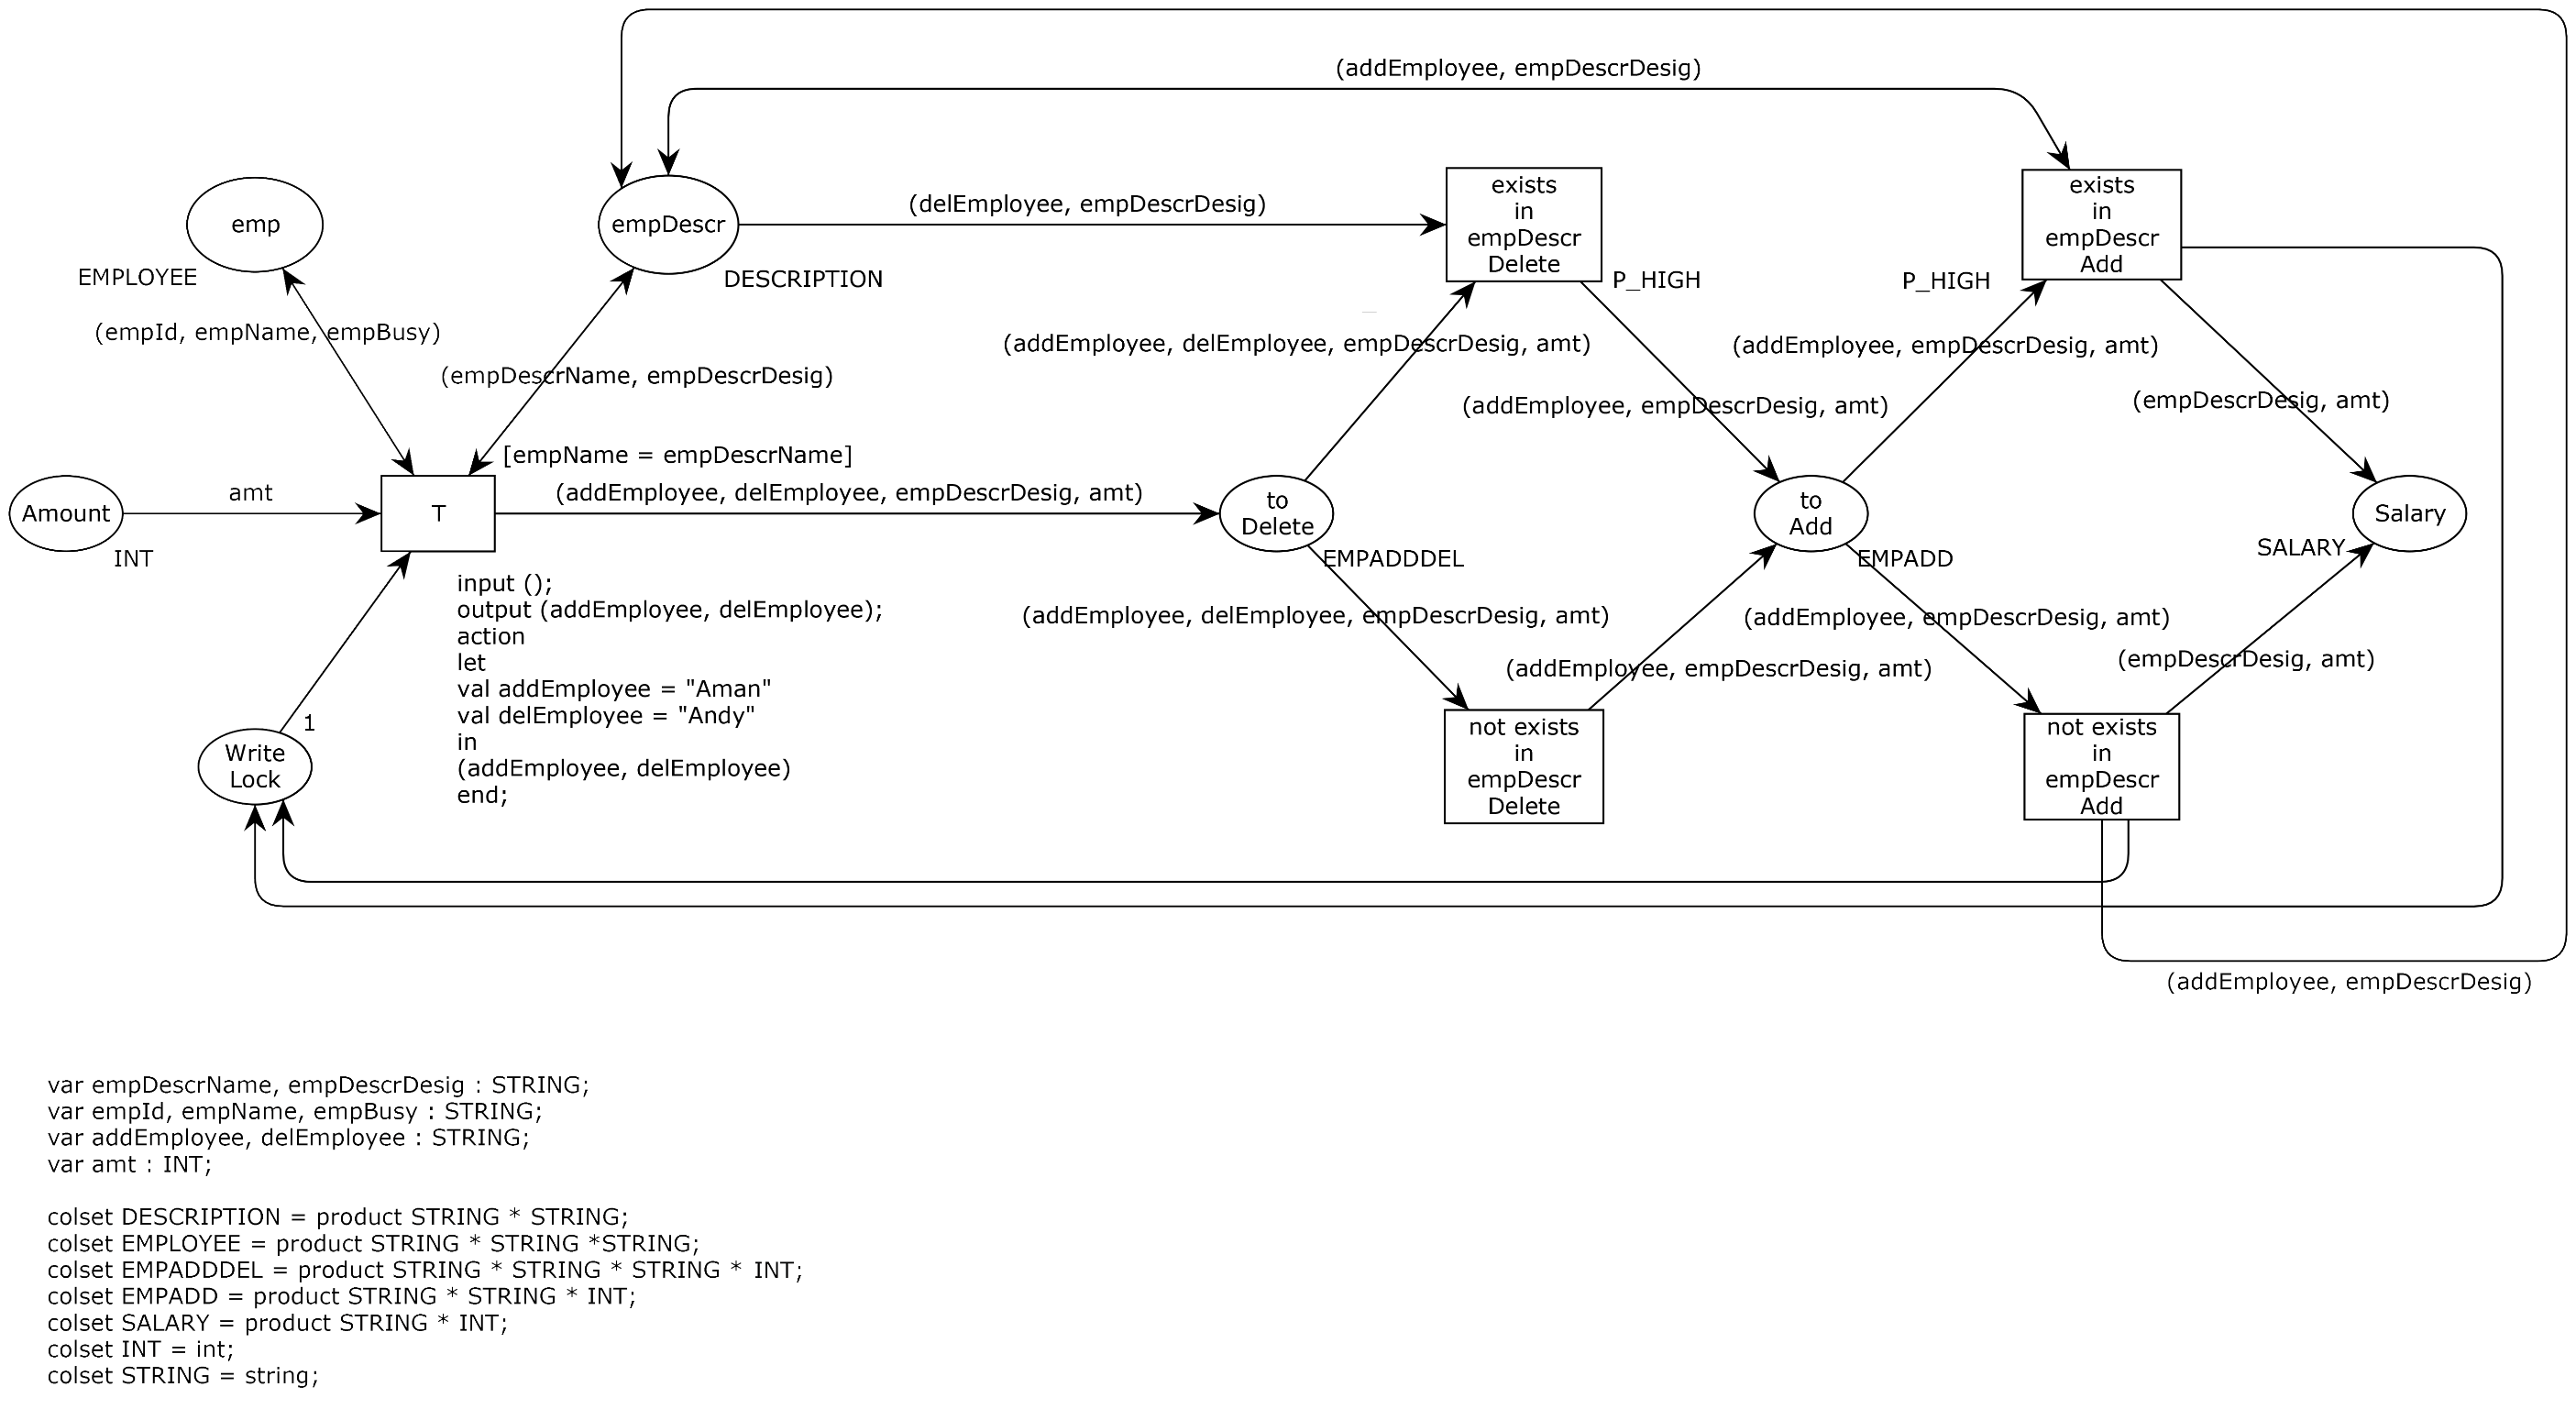 (addEmployee, empDescrDesig)
emp
EMPLOYEE
empDescr
DESCRIPTION
(delEmployee, empDescrDesig)
exists
in
empDescr
Delete
P_HIGH
exists
in
empDescr
Add
P_HIGH
(empId, empName, empBusy)
(empDescrName, empDescrDesig)
(addEmployee, delEmployee, empDescrDesig, amt)
(addEmployee, empDescrDesig, amt)
(addEmployee, empDescrDesig, amt)
(empDescrDesig, amt)
[empName = empDescrName]
Amount
INT
amt
T
(addEmployee, delEmployee, empDescrDesig, amt)
to
Delete
EMPADDDEL
to
Add
EMPADD
Salary
SALARY
input ();
output (addEmployee, delEmployee);
action
let
val addEmployee = "Aman"
val delEmployee = "Andy"
in
(addEmployee, delEmployee)
end;
(addEmployee, delEmployee, empDescrDesig, amt)
(addEmployee, empDescrDesig, amt)
(addEmployee, empDescrDesig, amt)
(empDescrDesig, amt)
1
Write
Lock
not exists
in
empDescr
Delete
not exists
in
empDescr
Add
(addEmployee, empDescrDesig)
var empDescrName, empDescrDesig : STRING;
var empId, empName, empBusy : STRING;
var addEmployee, delEmployee : STRING;
var amt : INT;
colset DESCRIPTION = product STRING * STRING;
colset EMPLOYEE = product STRING * STRING *STRING;
colset EMPADDDEL = product STRING * STRING * STRING * INT;
colset EMPADD = product STRING * STRING * INT;
colset SALARY = product STRING * INT;
colset INT = int;
colset STRING = string;